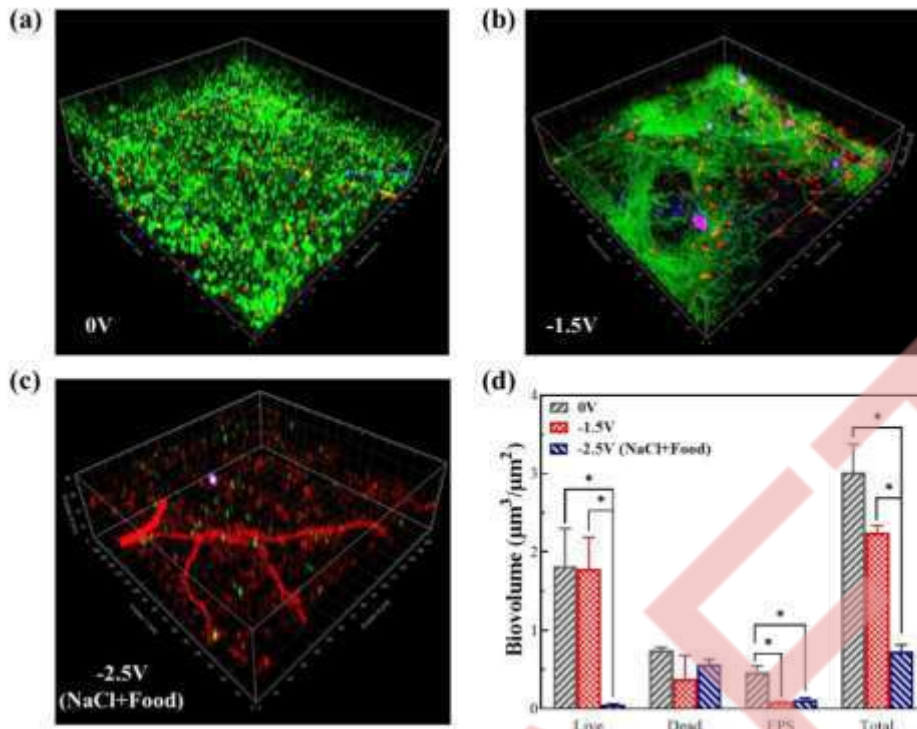 (a)
0V
(b)
-1.5V
(c)
-2.5V
(NaCl+Food)
(d)
Biovolume (μm³/μm²)
4
3
2
1
0
0V
-1.5V
-2.5V (NaCl+Food)
*
*
*
*
*
*
Live
Dead
EPS
Total